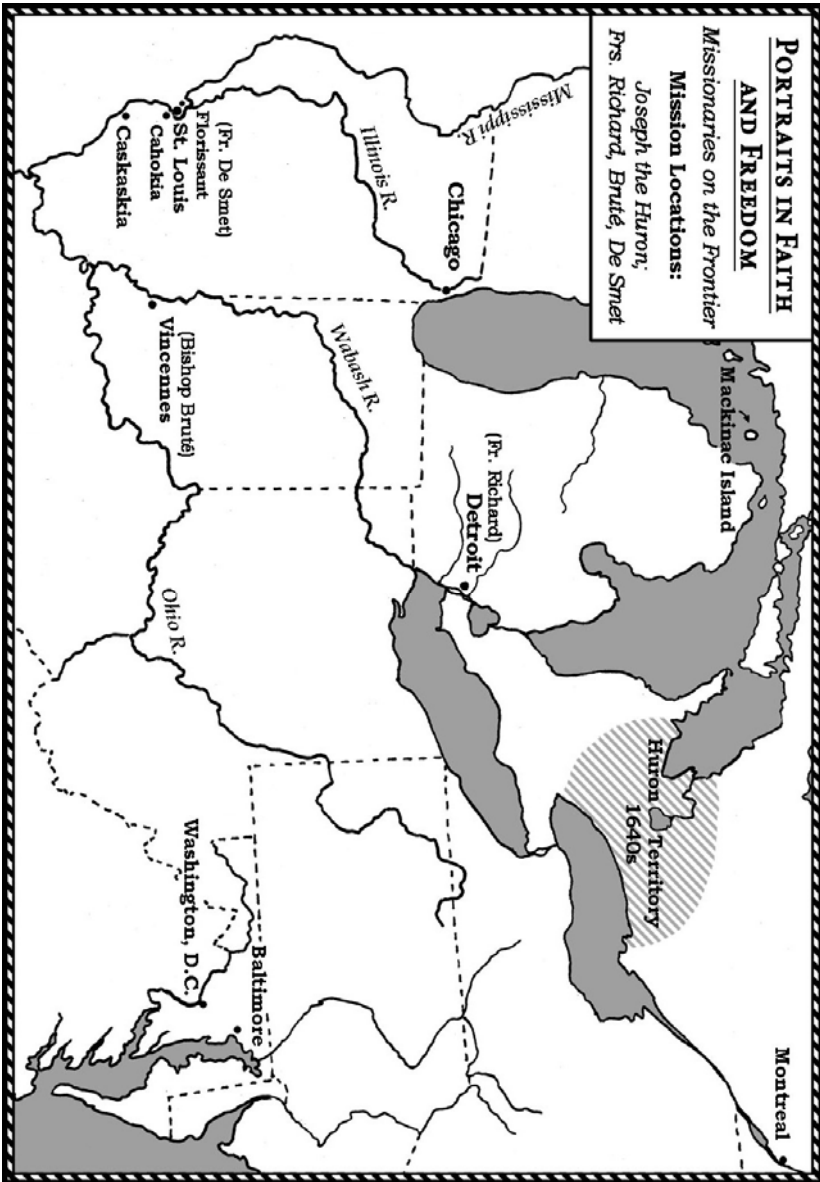 PORTRAITS IN FAITH
AND FREEDOM
Missionaries on the Frontier
Mission Locations:
Joseph the Huron;
Frs. Richard, Bruté, De Smet
Mackinac Island
Montreal
Huron Territory
1640s
Mississippi R.
Chicago
(Fr. Richard)
Detroit
Illinois R.
Wabash R.
(Fr. De Smet)
Florissant
St. Louis
Cahokia
Caskaskia
(Bishop Bruté)
Vincennes
Ohio R.
Baltimore
Washington, D.C.